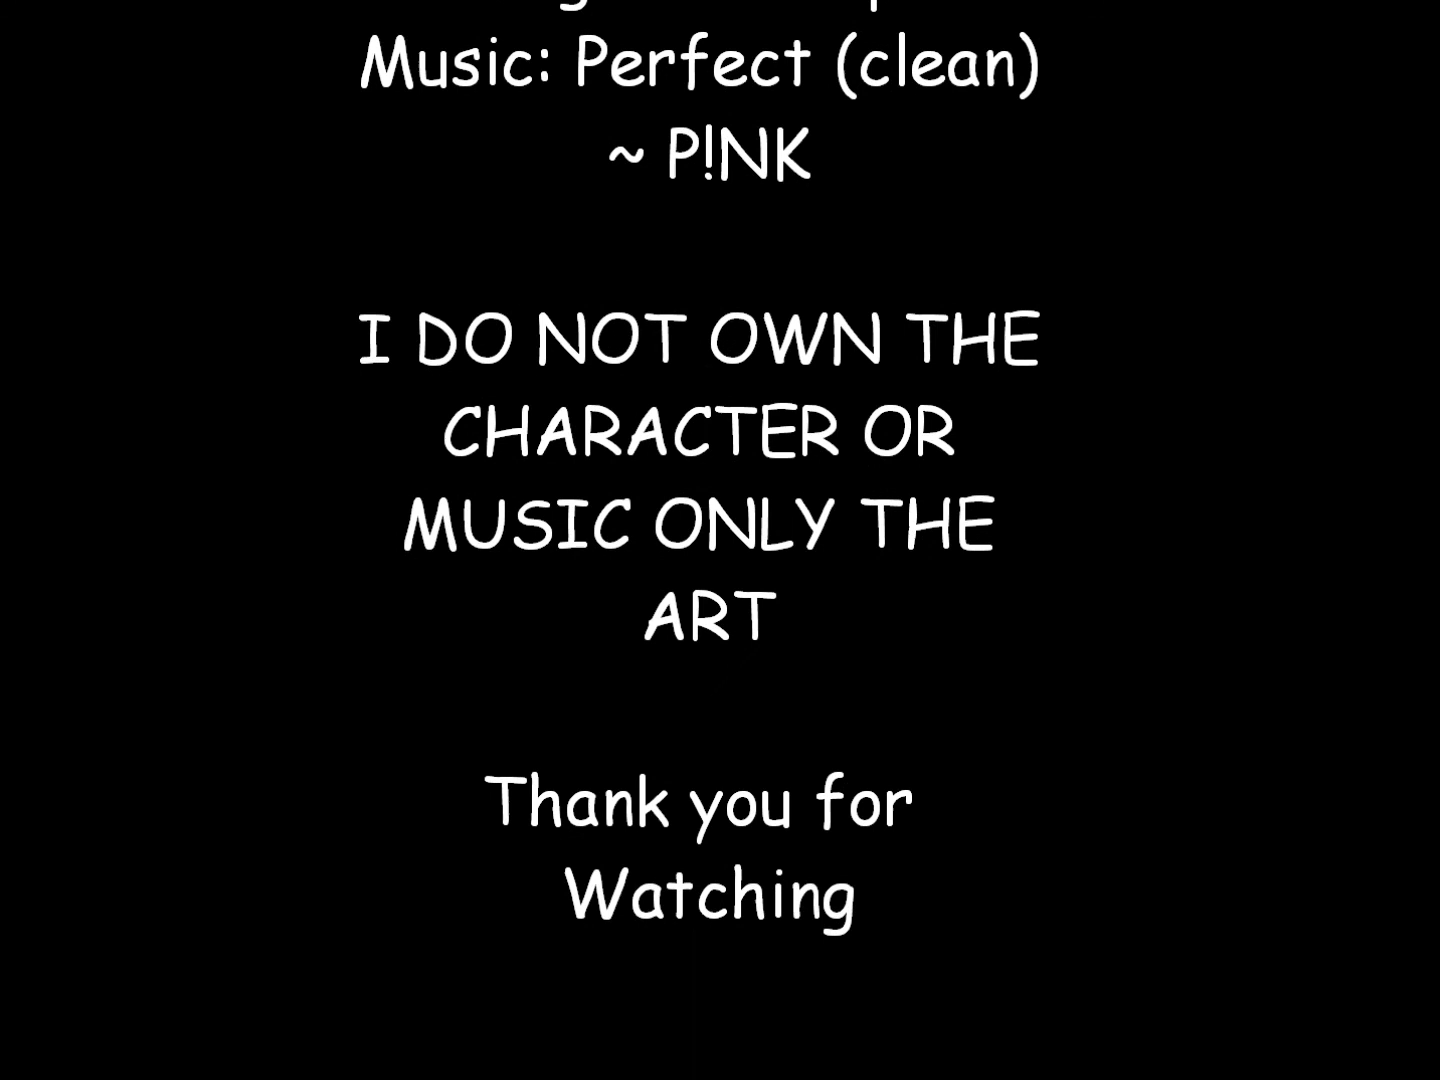 Music: Perfect (clean)
~ P!NK
I DO NOT OWN THE
CHARACTER OR
MUSIC ONLY THE
ART
Thank you for
Watching